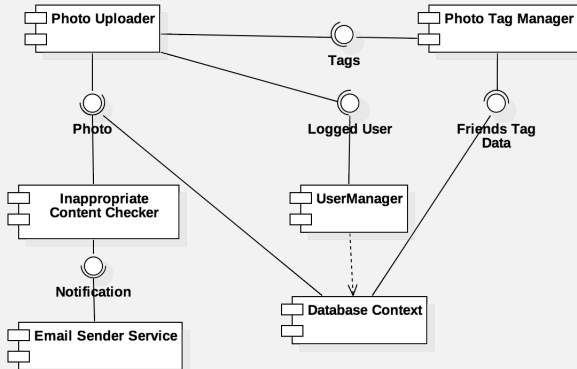 Photo Uploader
Photo Tag Manager
Tags
Photo
Logged User
Friends Tag
Data
Inappropriate
Content Checker
UserManager
Notification
Database Context
Email Sender Service